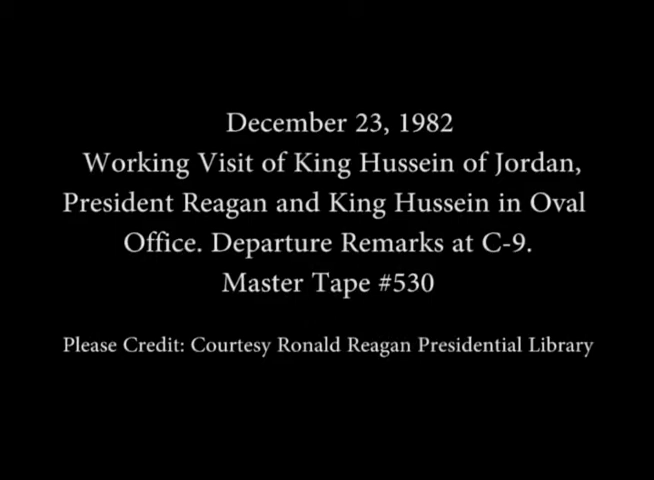 December 23, 1982
Working Visit of King Hussein of Jordan,
President Reagan and King Hussein in Oval
Office. Departure Remarks at C-9.
Master Tape #530
Please Credit: Courtesy Ronald Reagan Presidential Library